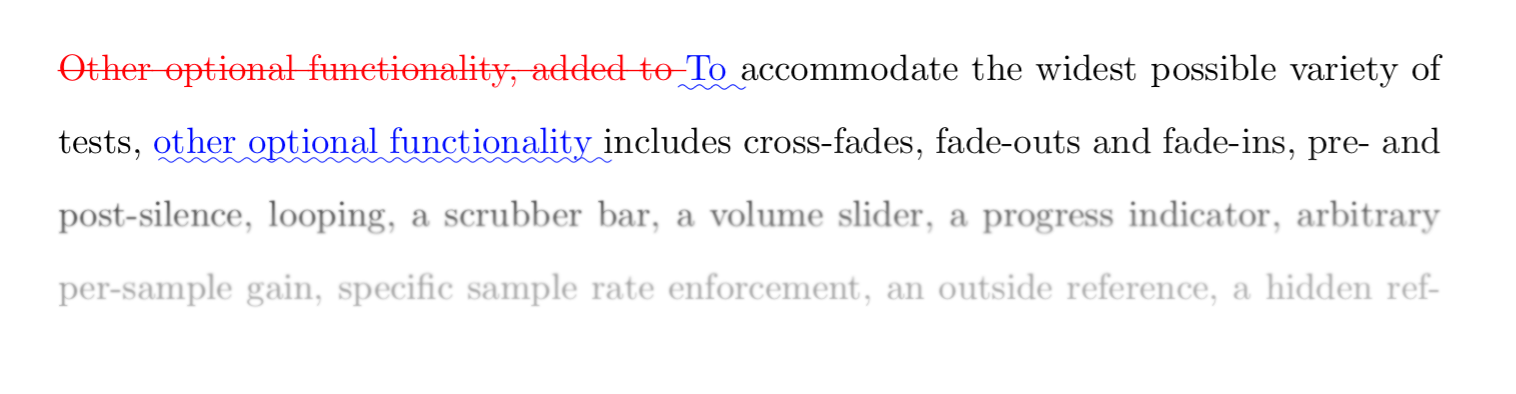 Other optional functionality, added to To accommodate the widest possible variety of
tests, other optional functionality includes cross-fades, fade-outs and fade-ins, pre- and
post-silence, looping, a scrubber bar, a volume slider, a progress indicator, arbitrary
per-sample gain, specific sample rate enforcement, an outside reference, a hidden ref-